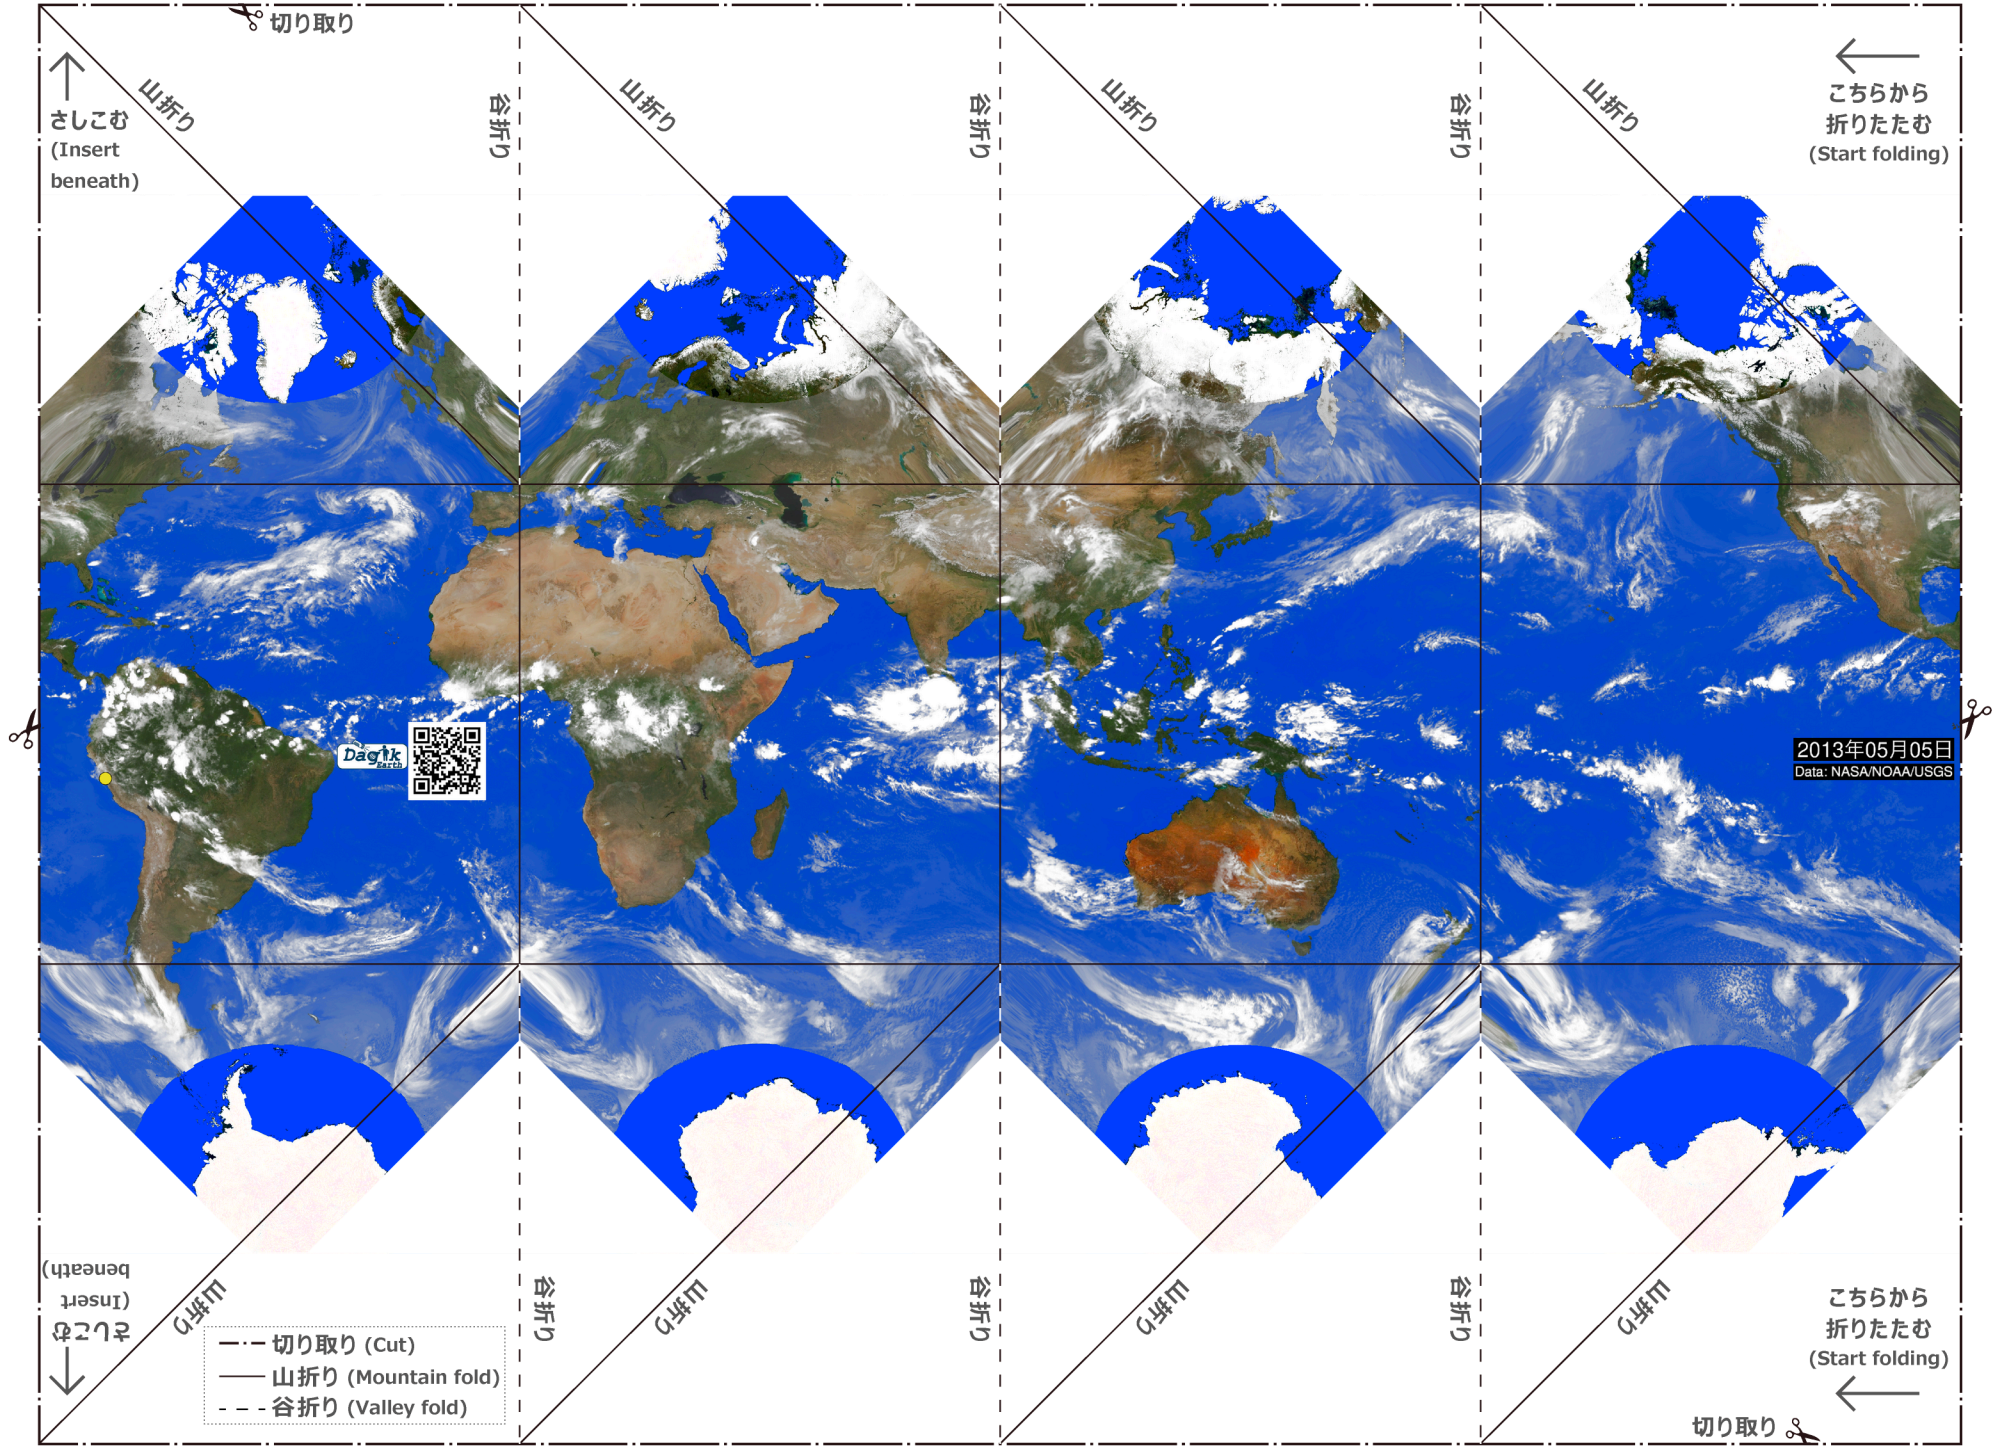 切り取り
さしこむ
(Insert
beneath)
山折り
谷折り
山折り
谷折り
山折り
谷折り
山折り
こちらから
折りたたむ
(Start folding)
Dagik
Earth
2013年05月05日
Data: NASA/NOAA/USGS
さしこむ
(Insert
beneath)
山折り
谷折り
山折り
谷折り
山折り
谷折り
山折り
こちらから
折りたたむ
(Start folding)
切り取り (Cut)
山折り (Mountain fold)
谷折り (Valley fold)
切り取り